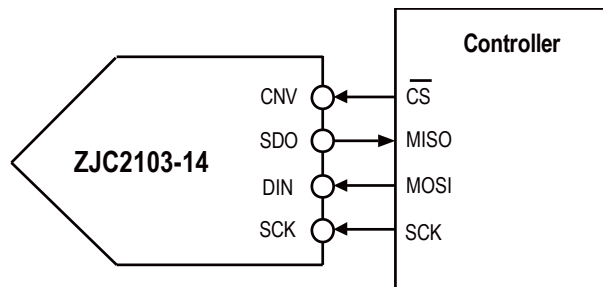 Controller
CNV
CS
SDO
MISO
ZJC2103-14
DIN
MOSI
SCK
SCK